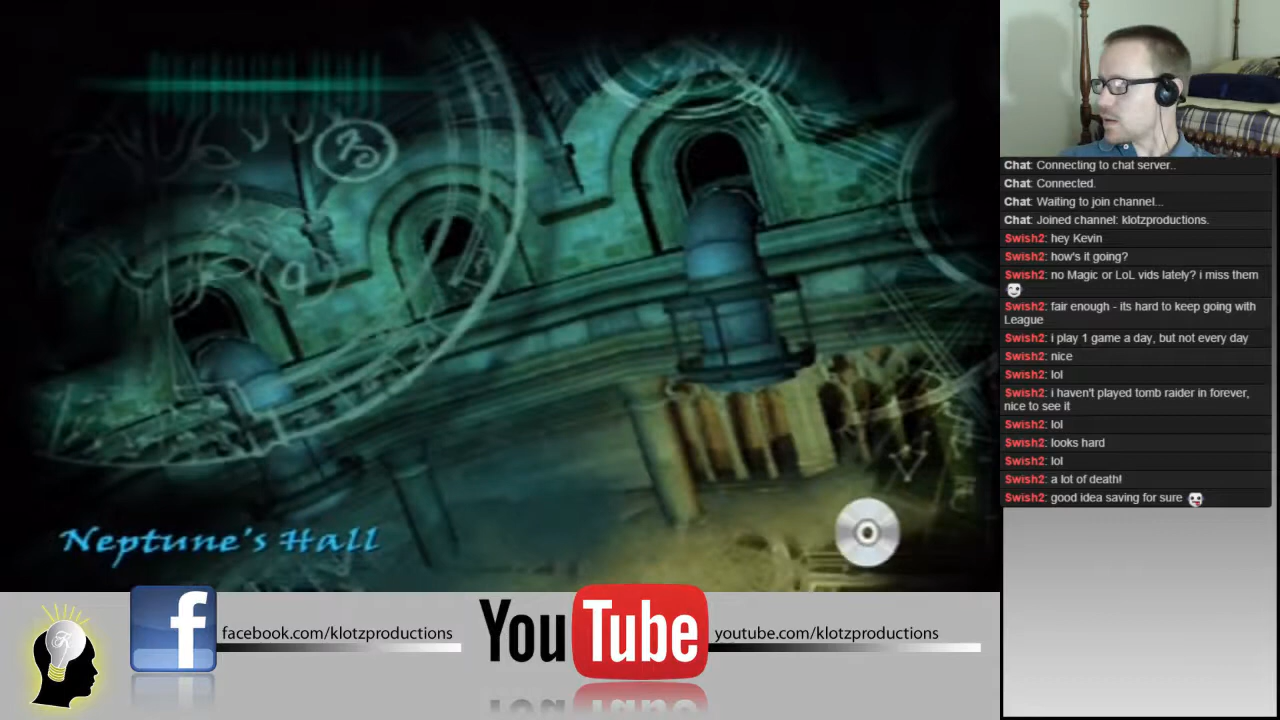 Neptune's Hall
Chat: Connecting to chat server..
Chat: Connected.
Chat: Waiting to join channel...
Chat: Joined channel: klotzproductions.
Swish2: hey Kevin
Swish2: how's it going?
Swish2: no Magic or LoL vids lately? i miss them
Swish2: fair enough - its hard to keep going with
League
Swish2: i play 1 game a day, but not every day
Swish2: nice
Swish2: lol
Swish2: i haven't played tomb raider in forever,
nice to see it
Swish2: lol
Swish2: looks hard
Swish2: lol
Swish2: a lot of death!
Swish2: good idea saving for sure
f
facebook.com/klotzproductions
YouTube
youtube.com/klotzproductions